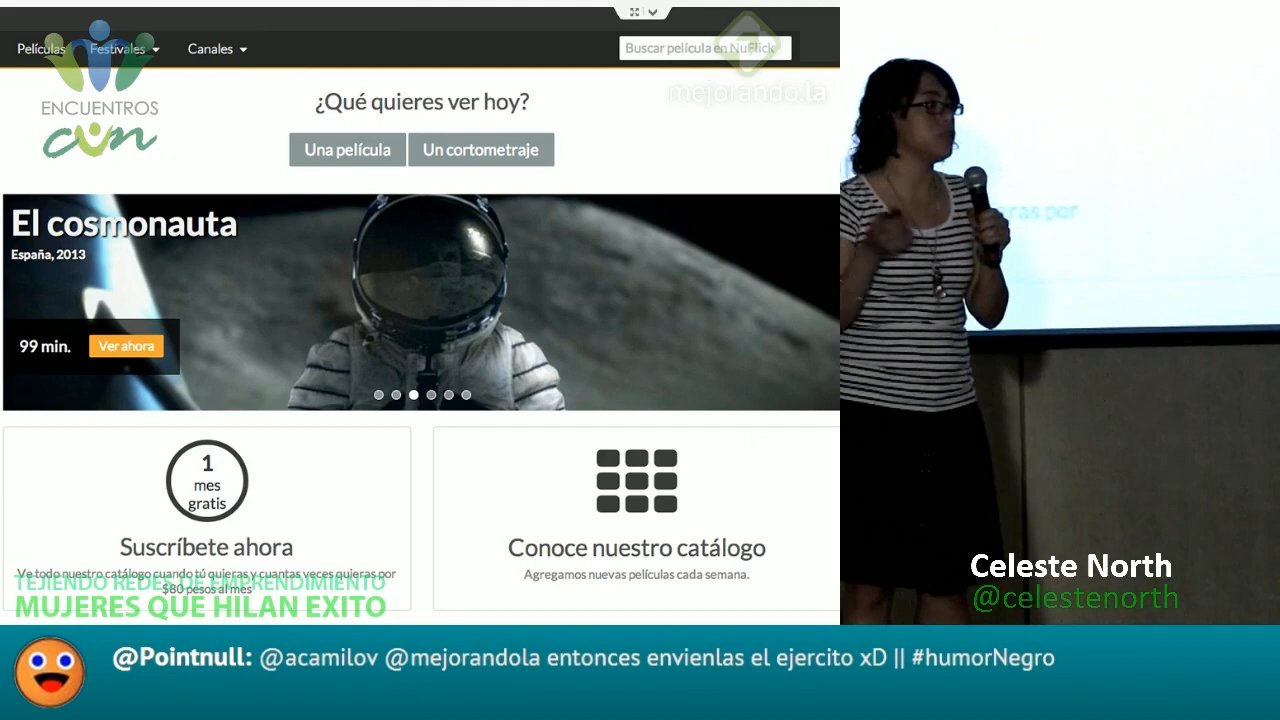 Películas
Festivales
Canales
Buscar película en NuFlick
mejorando.la
ENCUENTROS
cun
¿Qué quieres ver hoy?
Una película
Un cortometraje
El cosmonauta
España, 2013
99 min.
Ver ahora
1
mes
gratis
Suscríbete ahora
Ve todo nuestro catálogo cuando tú quieras y cuantas veces quieras por
$80 pesos al mes
Conoce nuestro catálogo
Agregamos nuevas películas cada semana.
TEJIENDO REDES DE EMPRENDIMIENTO
MUJERES QUE HILAN EXITO
ras por
Celeste North
@celestenorth
@Pointnull: @acamilov @mejorandola entonces envienlas el ejercito xD || #humorNegro